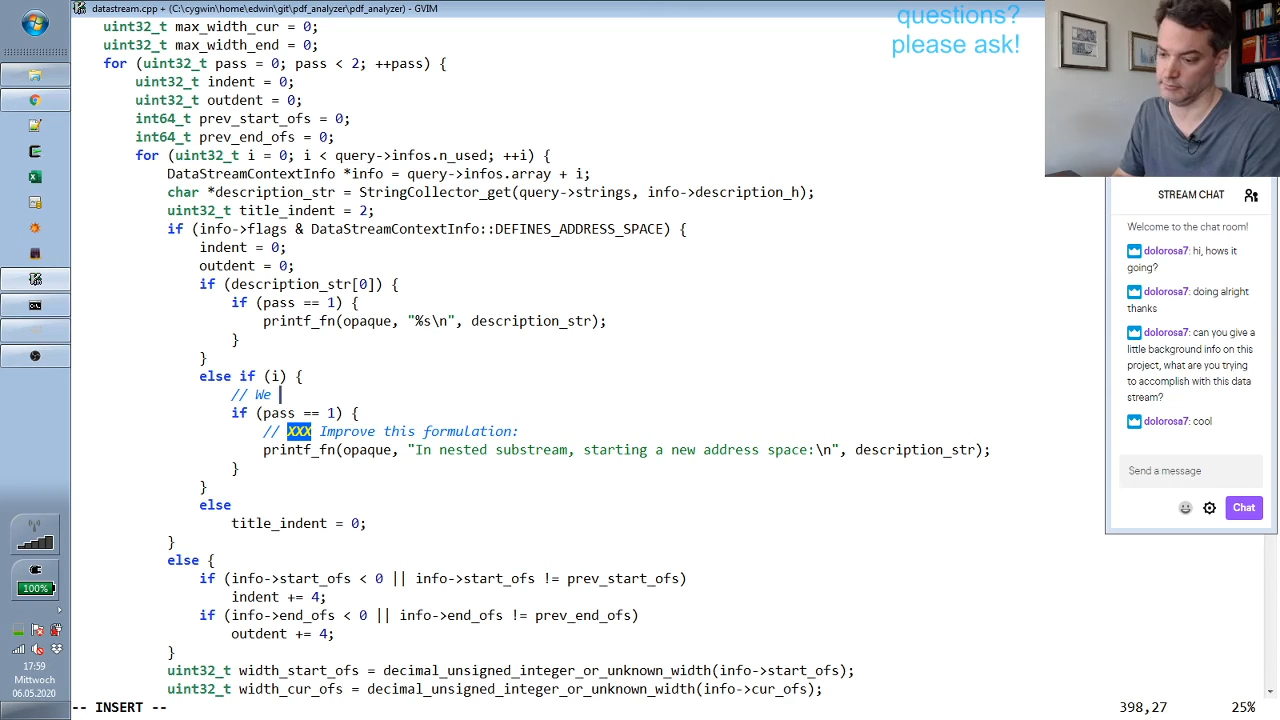 datastream.cpp + (C:\cygwin\home\edwin\git\pdf_analyzer\pdf_analyzer) - GVIM
uint32_t max_width_cur = 0;
uint32_t max_width_end = 0;
for (uint32_t pass = 0; pass < 2; ++pass) {
uint32_t indent = 0;
uint32_t outdent = 0;
int64_t prev_start_ofs = 0;
int64_t prev_end_ofs = 0;
for (uint32_t i = 0; i < query->infos.n_used; ++i) {
DataStreamContextInfo *info = query->infos.array + i;
char *description_str = StringCollector_get(query->strings, info->description_h);
uint32_t title_indent = 2;
if (info->flags & DataStreamContextInfo::DEFINES_ADDRESS_SPACE) {
indent = 0;
outdent = 0;
if (description_str[0]) {
if (pass == 1) {
printf_fn(opaque, "%s\n", description_str);
}
}
else if (i) {
// We
if (pass == 1) {
// XXX Improve this formulation:
printf_fn(opaque, "In nested substream, starting a new address space:\n", description_str);
}
}
else
title_indent = 0;
}
else {
if (info->start_ofs < 0 || info->start_ofs != prev_start_ofs)
indent += 4;
if (info->end_ofs < 0 || info->end_ofs != prev_end_ofs)
outdent += 4;
}
uint32_t width_start_ofs = decimal_unsigned_integer_or_unknown_width(info->start_ofs);
uint32_t width_cur_ofs = decimal_unsigned_integer_or_unknown_width(info->cur_ofs);
-- INSERT --
398,27
25%
questions?
please ask!
STREAM CHAT
Welcome to the chat room!
dolorosa7: hi, hows it
going?
dolorosa7: doing alright
thanks
dolorosa7: can you give a
little background info on this
project, what are you trying
to accomplish with this data
stream?
dolorosa7: cool
Send a message
Chat
100%
17:59
Mittwoch
06.05.2020